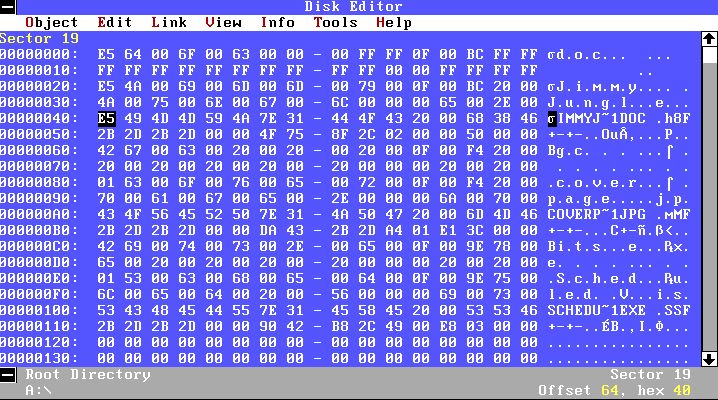 Disk Editor
Object Edit Link View Info Tools Help
Sector 19
00000000: E5 64 00 6F 00 63 00 00 - 00 FF FF 0F 00 BC FF FF σd.o.c... ...
00000010: FF FF FF FF FF FF FF FF - FF FF 00 00 FF FF FF FF ..
00000020: E5 4A 00 69 00 6D 00 6D - 00 79 00 0F 00 BC 20 00 σJ.i.m.m.y.... .
00000030: 4A 00 75 00 6E 00 67 00 - 6C 00 00 00 65 00 2E 00 J.u.n.g.l...e...
00000040: E5 49 4D 4D 59 4A 7E 31 - 44 4F 43 20 00 68 38 46 σIMMYJ~1DOC .h8F
00000050: 2B 2D 2B 2D 00 00 4F 75 - 8F 2C 02 00 00 50 00 00 +-+-..OuÅ,...P..
00000060: 42 67 00 63 00 20 00 20 - 00 20 00 0F 00 F4 20 00 Bg.c. . . ...⌠ .
00000070: 20 00 20 00 20 00 20 00 - 20 00 00 00 20 00 20 00 . . . . ... . .
00000080: 01 63 00 6F 00 76 00 65 - 00 72 00 0F 00 F4 20 00 .c.o.v.e.r...⌠ .
00000090: 70 00 61 00 67 00 65 00 - 2E 00 00 00 6A 00 70 00 p.a.g.e.....j.p.
000000A0: 43 4F 56 45 52 50 7E 31 - 4A 50 47 20 00 6D 4D 46 COVERP~1JPG .mMF
000000B0: 2B 2D 2B 2D 00 00 DA 43 - 2B 2D A4 01 E1 3C 00 00 +-+-..┌C+-ñ.ß<..
000000C0: 42 69 00 74 00 73 00 2E - 00 65 00 0F 00 9E 78 00 Bi.t.s...e...₧x.
000000D0: 65 00 20 00 20 00 20 00 - 20 00 00 00 20 00 20 00 e. . . . ... . .
000000E0: 01 53 00 63 00 68 00 65 - 00 64 00 0F 00 9E 75 00 .S.c.h.e.d...₧u.
000000F0: 6C 00 65 00 64 00 20 00 - 56 00 00 00 69 00 73 00 l.e.d. .V...i.s.
00000100: 53 43 48 45 44 55 7E 31 - 45 58 45 20 00 53 53 46 SCHEDU~1EXE .SSF
00000110: 2B 2D 2B 2D 00 00 90 42 - B8 2C 49 00 E8 03 00 00 +-+-..ÉB╕,I.Φ...
00000120: 00 00 00 00 00 00 00 00 - 00 00 00 00 00 00 00 00 ................
00000130: 00 00 00 00 00 00 00 00 - 00 00 00 00 00 00 00 00 ................
Root Directory Sector 19
A:\ Offset 64, hex 40